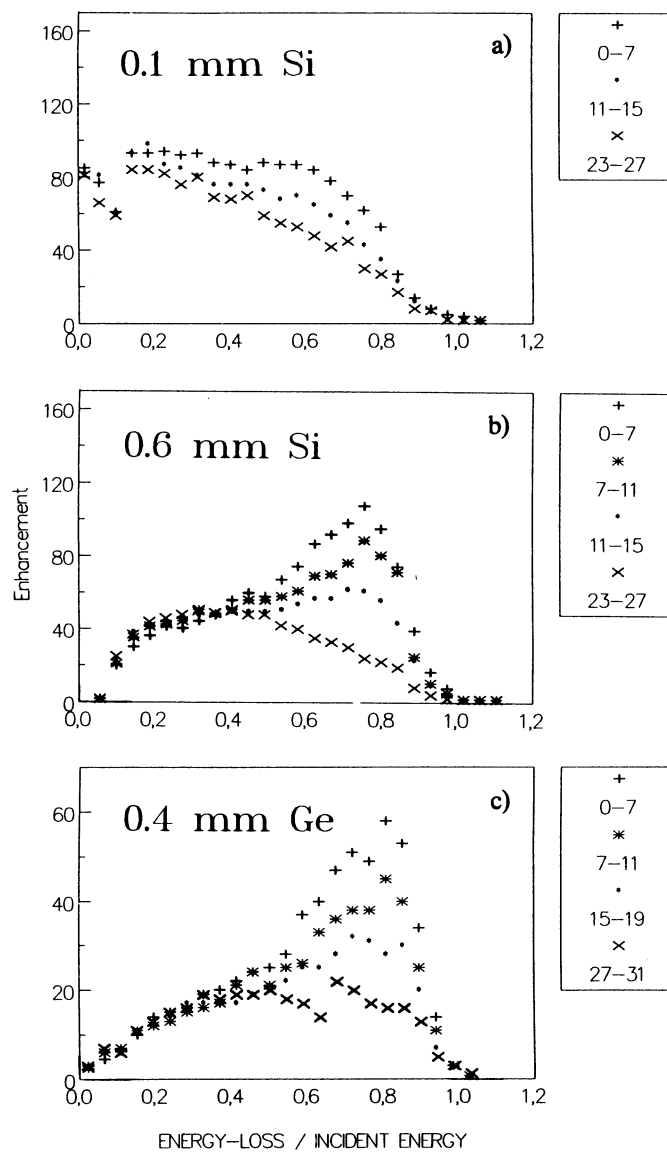 160
120
80
40
0
0,0 0,2 0,4 0,6 0,8 1,0 1,2
0.1 mm Si
a)
0-7
11-15
23-27
Enhancement
160
120
80
40
0
0,0 0,2 0,4 0,6 0,8 1,0 1,2
0.6 mm Si
b)
0-7
7-11
11-15
23-27
60
40
20
0
0,0 0,2 0,4 0,6 0,8 1,0 1,2
0.4 mm Ge
c)
0-7
7-11
15-19
27-31
ENERGY-LOSS / INCIDENT ENERGY